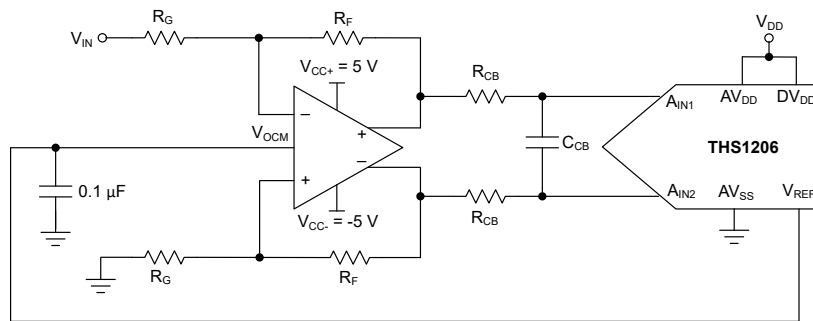 R_G
R_F
V_IN
V_DD
V_CC+ = 5 V
R_CB
A_IN1
AV_DD
DV_DD
−
+
V_OCM
C_CB
THS1206
−
+
0.1 µF
A_IN2
AV_SS
V_REF
V_CC- = -5 V
R_CB
R_G
R_F